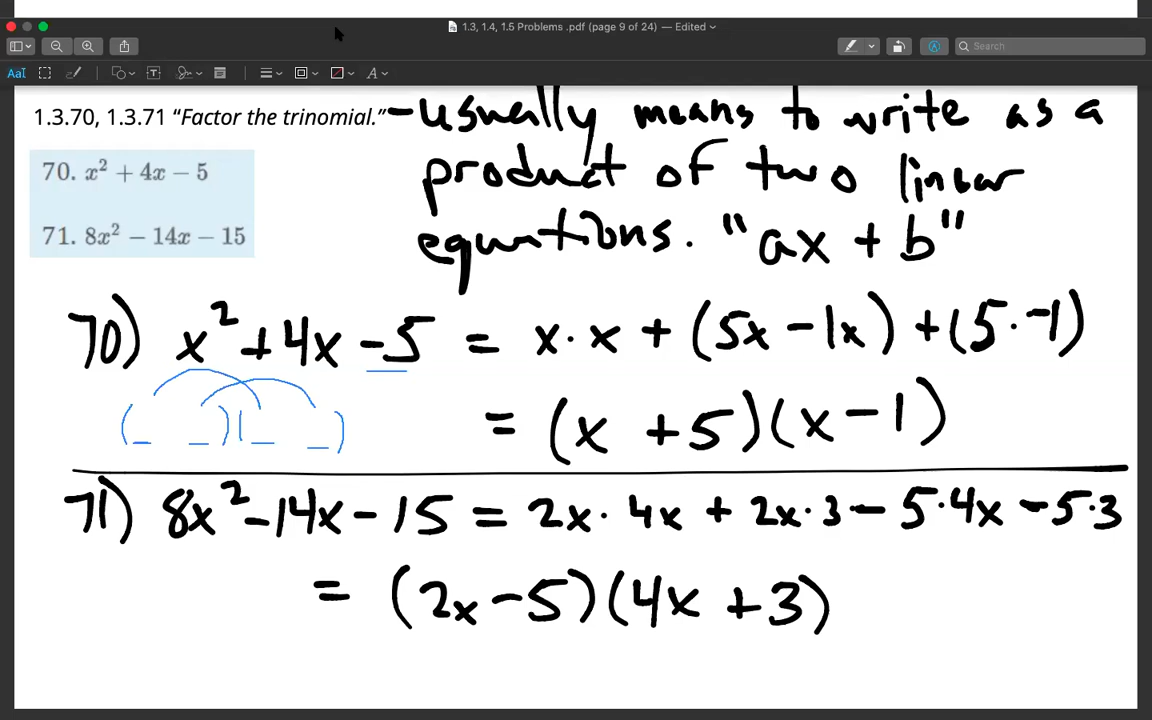 1.3, 1.4, 1.5 Problems .pdf (page 9 of 24) — Edited
Search
1.3.70, 1.3.71 “Factor the trinomial.” - usually means to write as a
product of two linear
equations. "ax + b"
70. x² + 4x − 5
71. 8x² − 14x − 15
70) x² + 4x - 5 = x · x + (5x - 1x) + (5 · -1)
(_ _)(_ _) = (x + 5)(x - 1)
71) 8x² - 14x - 15 = 2x · 4x + 2x · 3 - 5 · 4x - 5 · 3
= (2x - 5)(4x + 3)